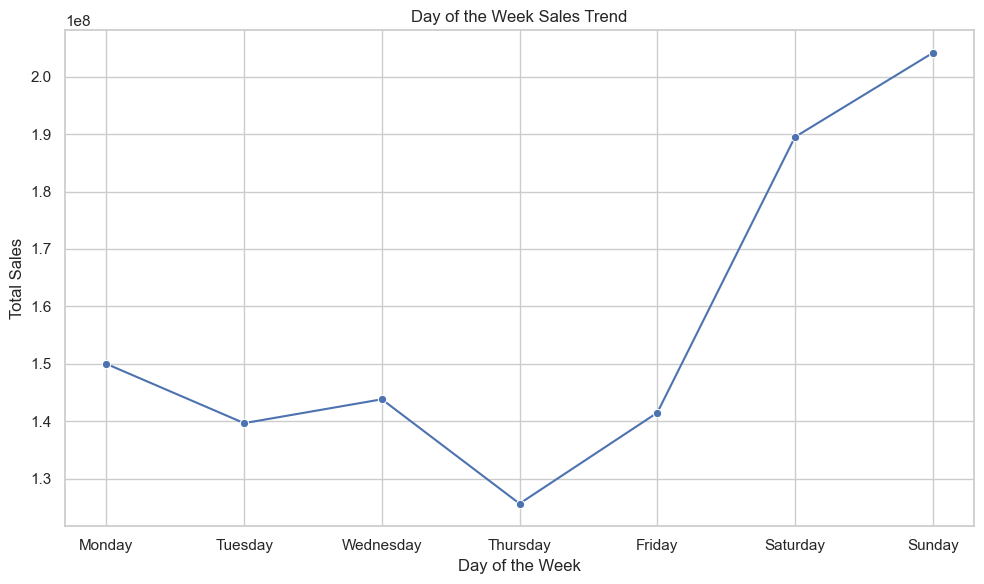 Day of the Week Sales Trend
1e8
2.0
1.9
1.8
1.7
1.6
1.5
1.4
1.3
Total Sales
Monday Tuesday Wednesday Thursday Friday Saturday Sunday
Day of the Week